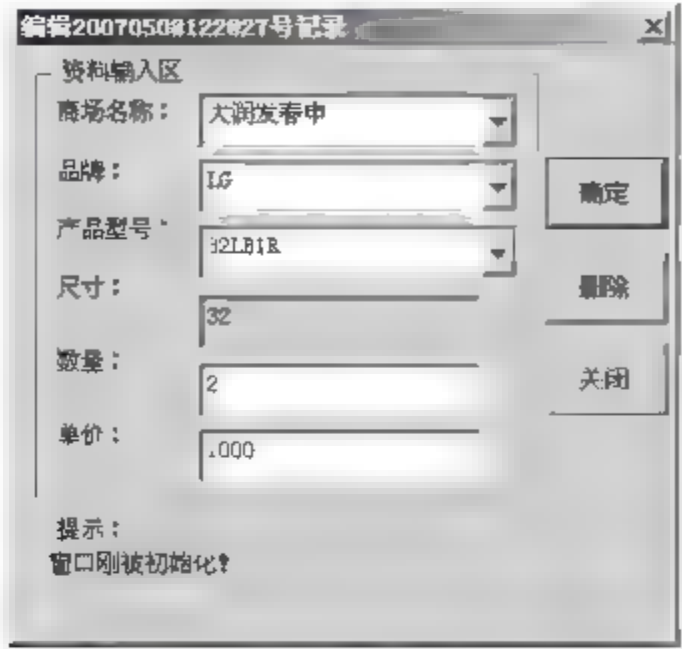 编辑20070508122827号记录
资料输入区
商场名称：
大润发春中
品牌：
LG
确定
产品型号：
32LB1R
尺寸：
32
删除
数量：
2
关闭
单价：
1000
提示：
窗口刚被初始化!